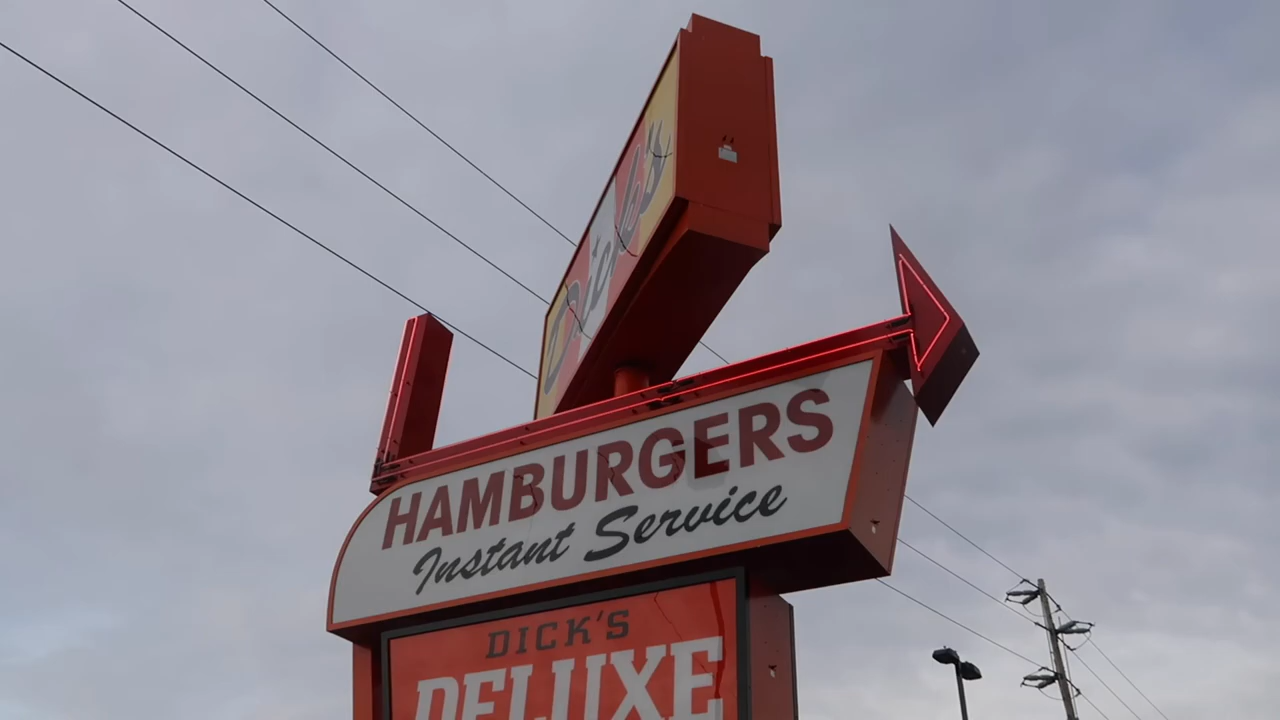 Dick's
HAMBURGERS
Instant Service
DICK'S
DELUXE